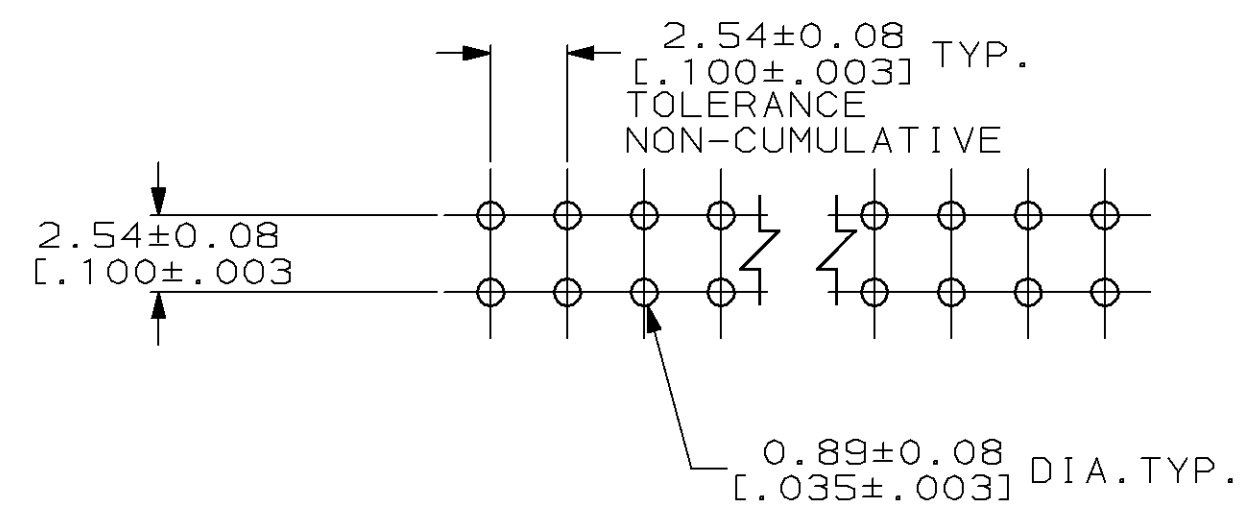 2.54±0.08
[.100±.003] TYP.
TOLERANCE
NON-CUMULATIVE
2.54±0.08
[.100±.003
0.89±0.08
[.035±.003] DIA.TYP.